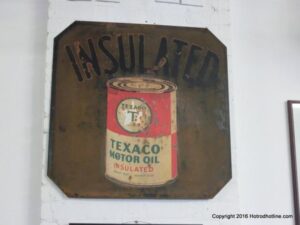 INSULATED
TEXACO
T
TEXACO
MOTOR OIL
INSULATED
Copyright 2016 Hotrodhotline.com